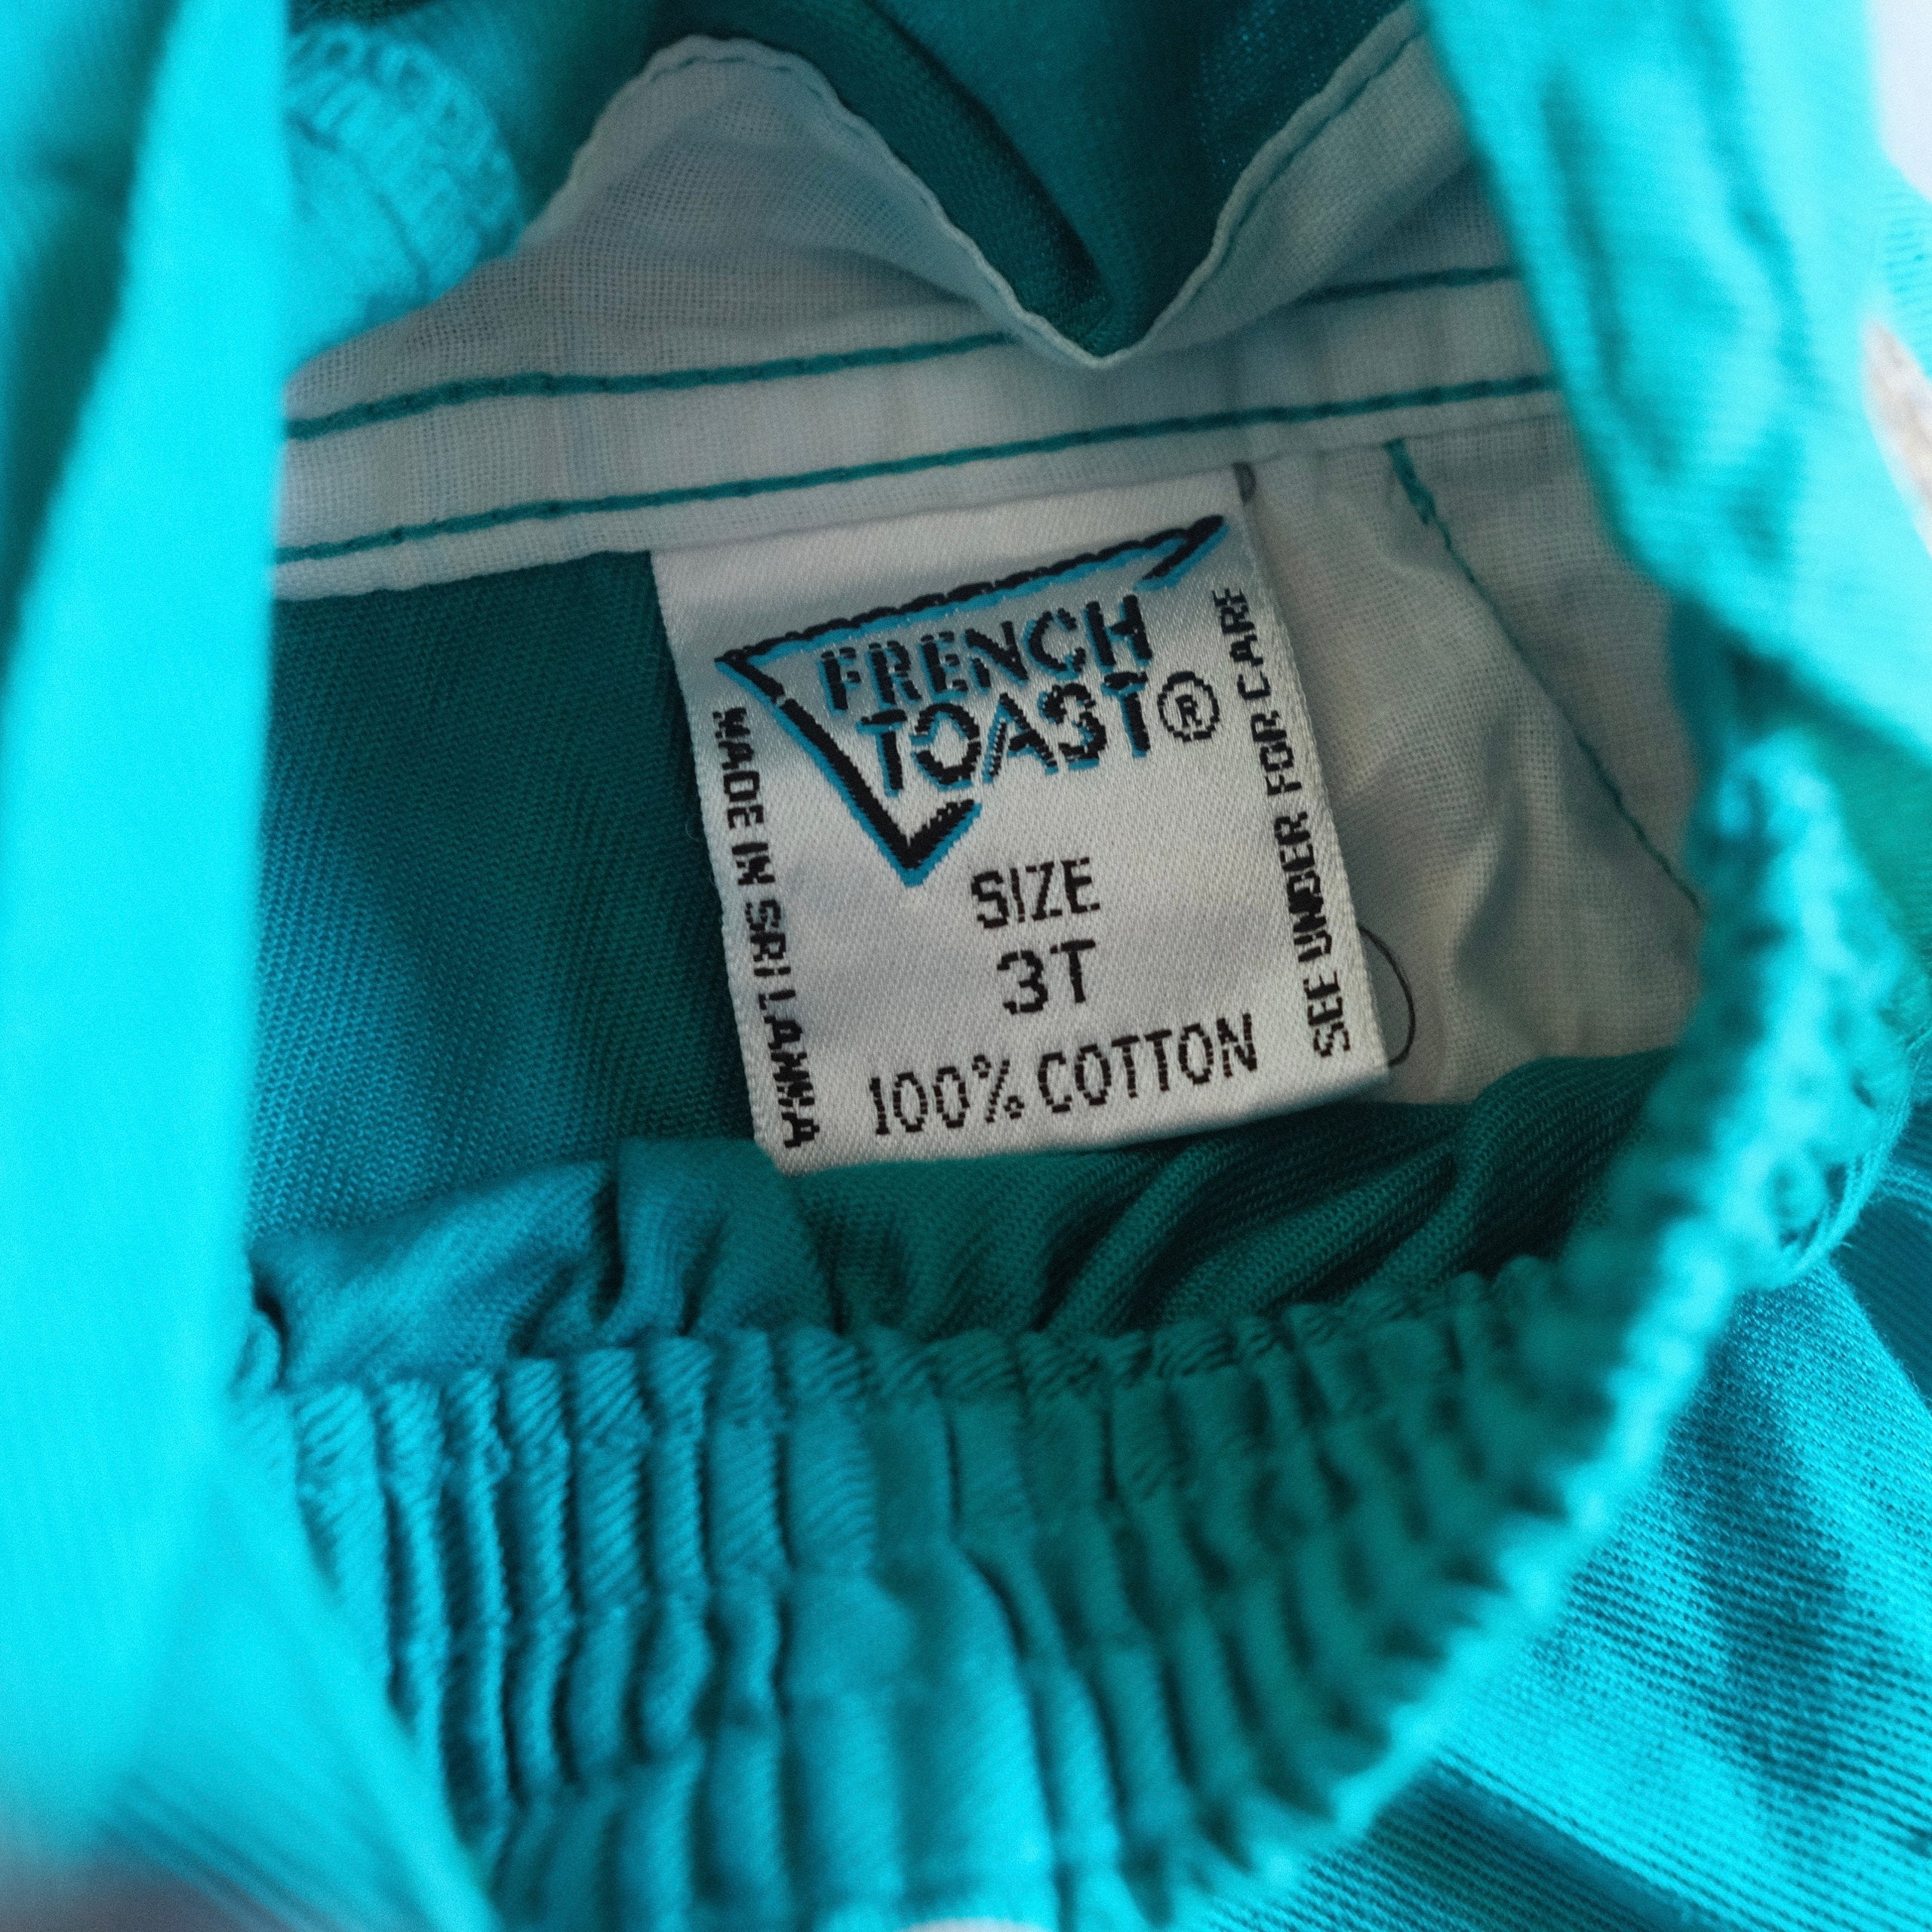 FRENCH
TOAST®
SIZE
3T
100% COTTON
MADE IN SRI LANKA
SEE UNDER FOR CARE